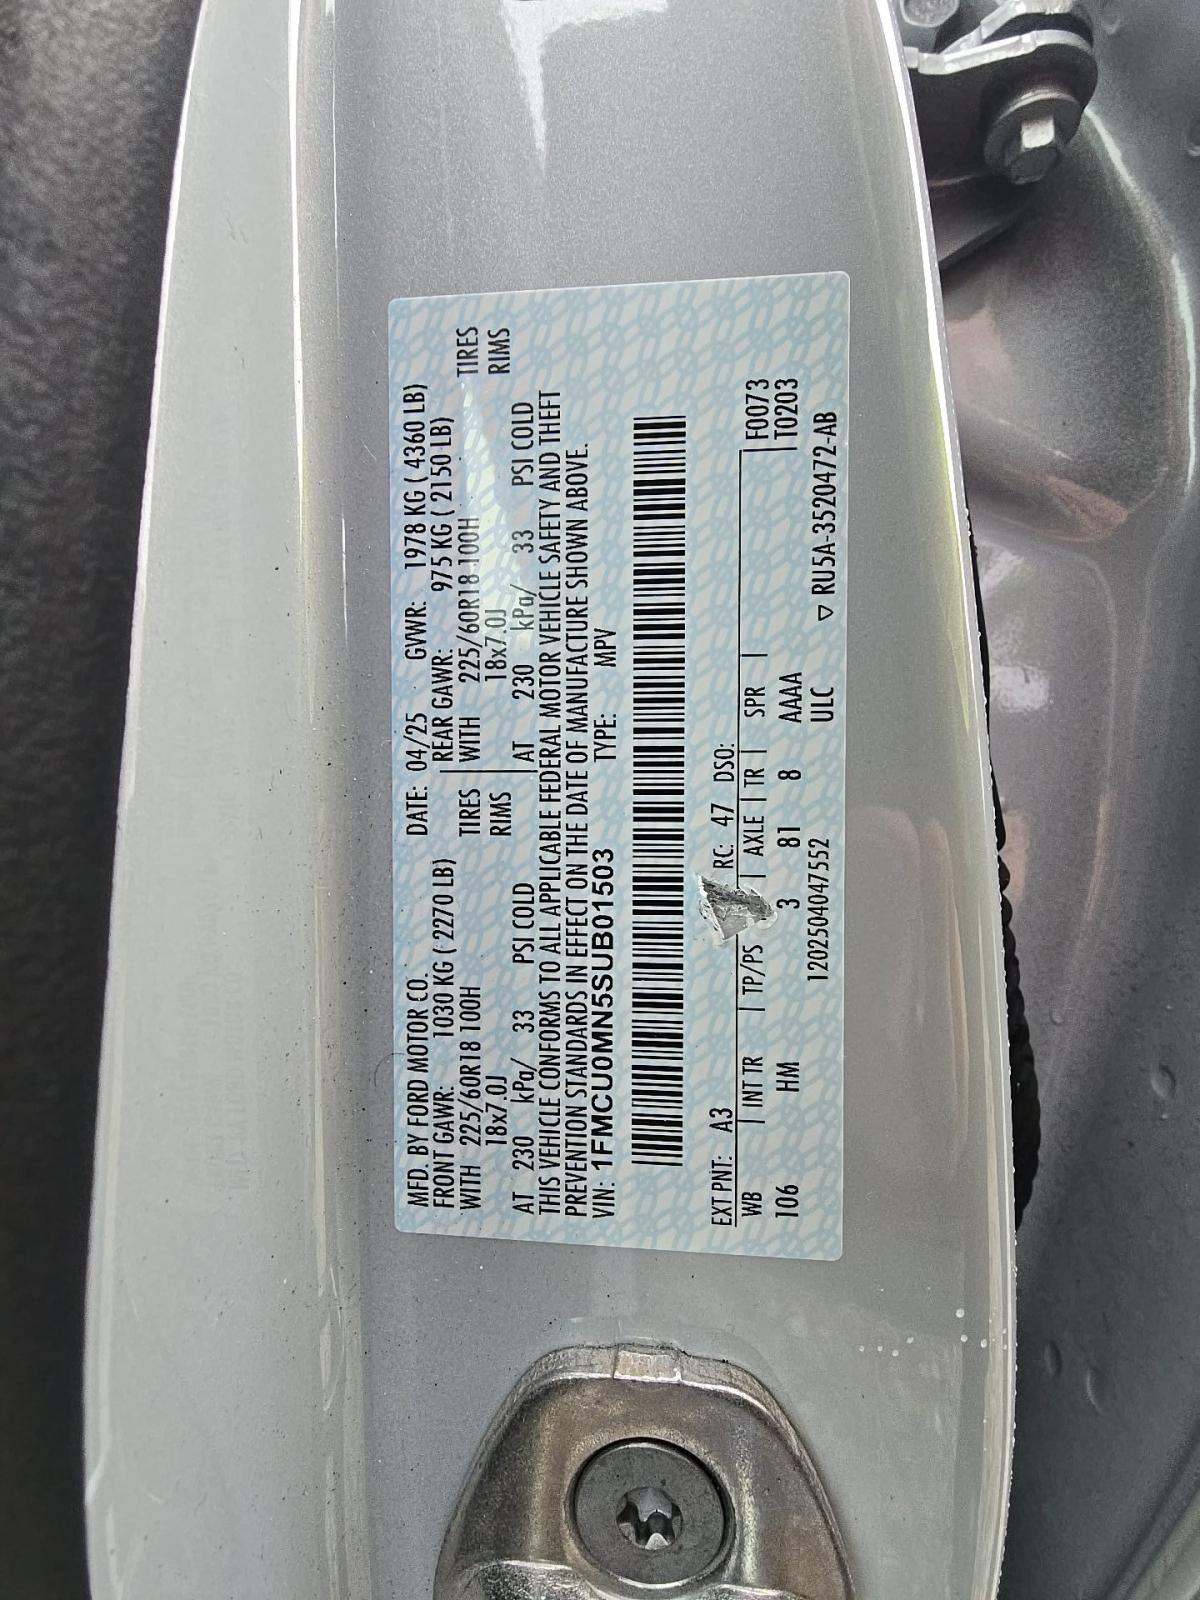 MFD. BY FORD MOTOR CO. DATE: 04/25 GVWR: 1978 KG ( 4360 LB)
FRONT GAWR: 1030 KG ( 2270 LB) REAR GAWR: 975 KG ( 2150 LB)
WITH 225/60R18 100H TIRES WITH 225/60R18 100H TIRES
18x7.0J RIMS 18x7.0J RIMS
AT 230 kPa/ 33 PSI COLD AT 230 kPa/ 33 PSI COLD
THIS VEHICLE CONFORMS TO ALL APPLICABLE FEDERAL MOTOR VEHICLE SAFETY AND THEFT
PREVENTION STANDARDS IN EFFECT ON THE DATE OF MANUFACTURE SHOWN ABOVE.
VIN: 1FMCU0MN5SUB01503 TYPE: MPV
EXT PNT: A3 RC: 47 DSO:
WB INT TR TP/PS AXLE TR SPR F0073
106 HM 3 81 8 AAAA T0203
120250404​7552 ULC ▽ RU5A-3520472-AB